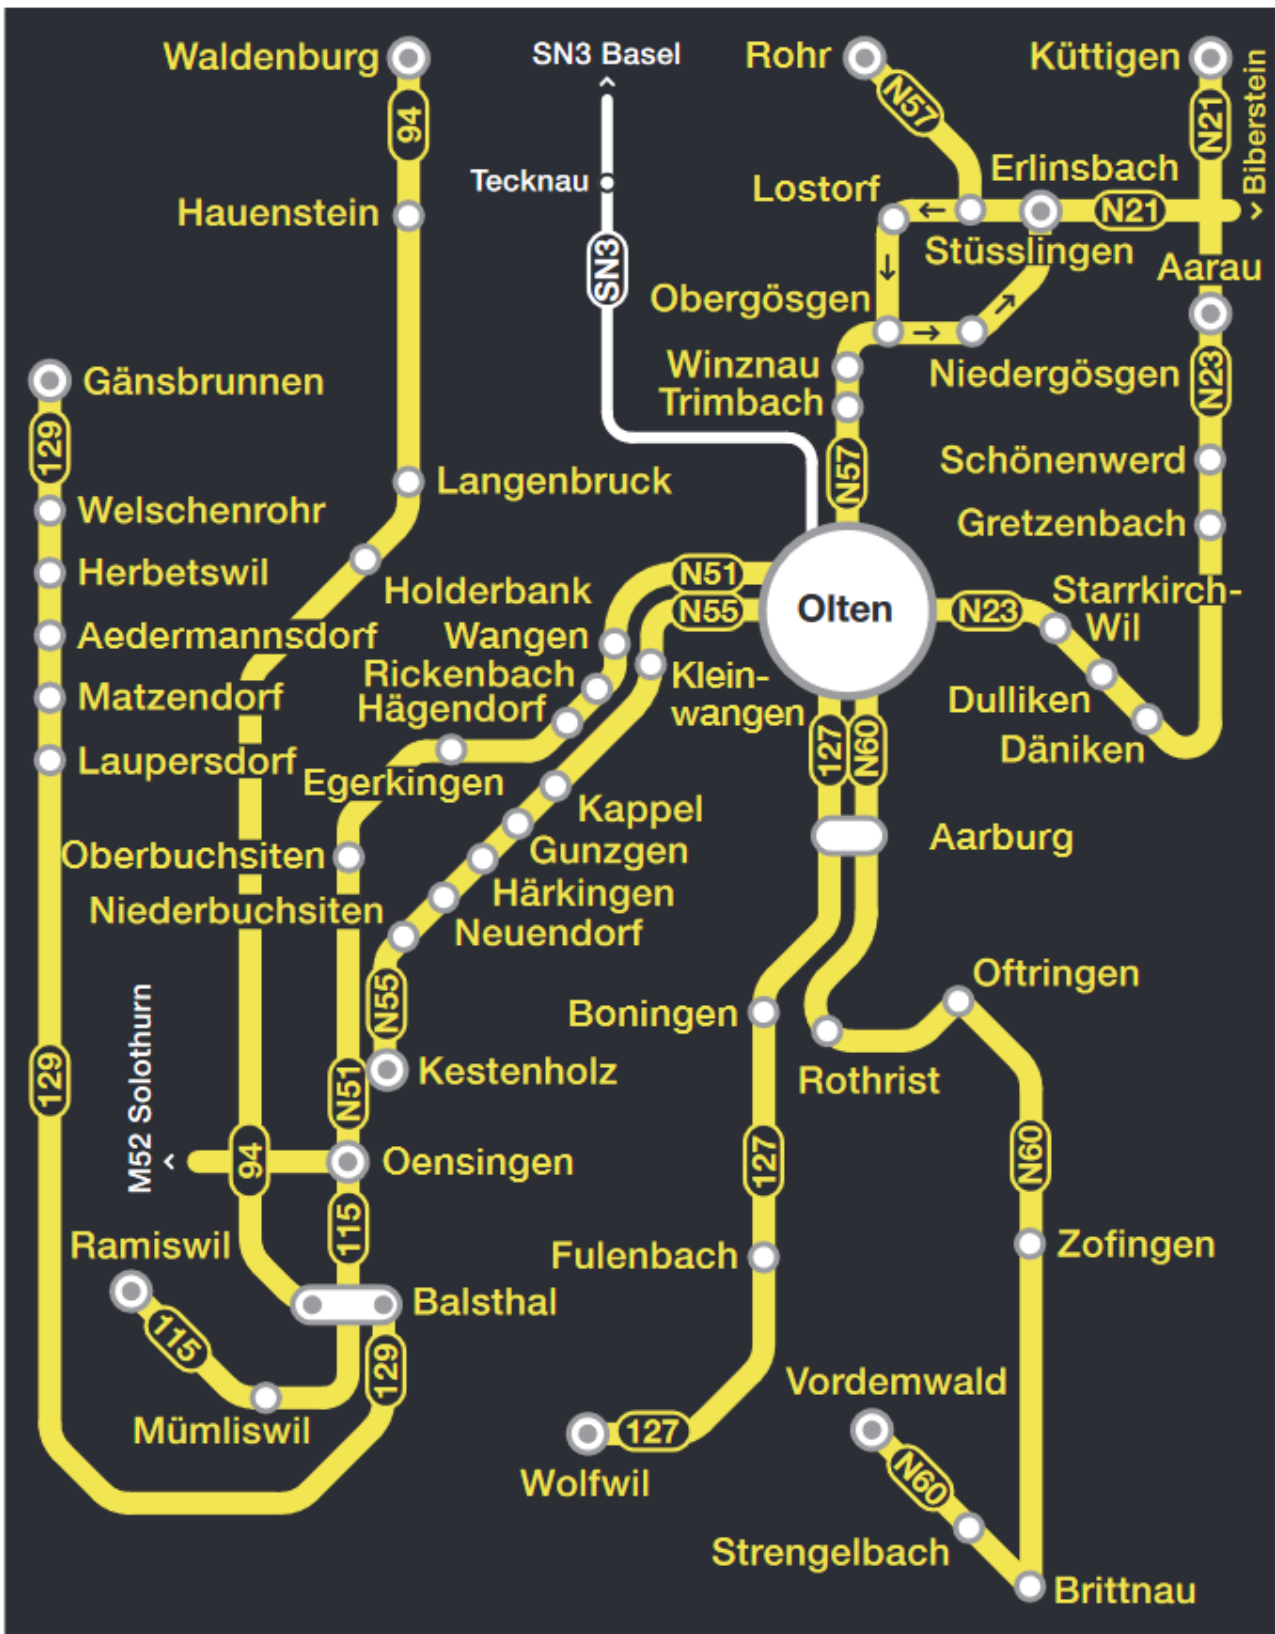 Waldenburg
SN3 Basel
Rohr
Küttigen
94
N57
N21
Biberstein
Tecknau
Erlinsbach
Lostorf
Hauenstein
N21
Stüsslingen
SN3
Aarau
Obergösgen
Winznau
Niedergösgen
N23
Gänsbrunnen
Trimbach
129
N57
Schönenwerd
Langenbruck
Welschenrohr
Gretzenbach
Herbetswil
Holderbank
N51
Starrkirch-
Wil
N55
Olten
N23
Aedermannsdorf
Wangen
Rickenbach
Klein-
wangen
Matzendorf
Hägendorf
Dulliken
Däniken
127
N60
Laupersdorf
Egerkingen
Kappel
Aarburg
Oberbuchsiten
Gunzgen
Härkingen
Niederbuchsiten
Neuendorf
Oftringen
N55
Boningen
M52 Solothurn
129
N51
Kestenholz
Rothrist
94
Oensingen
127
N60
115
Ramiswil
Fulenbach
Zofingen
Balsthal
115
129
Vordemwald
Mümliswil
127
Wolfwil
N60
Strengelbach
Brittnau